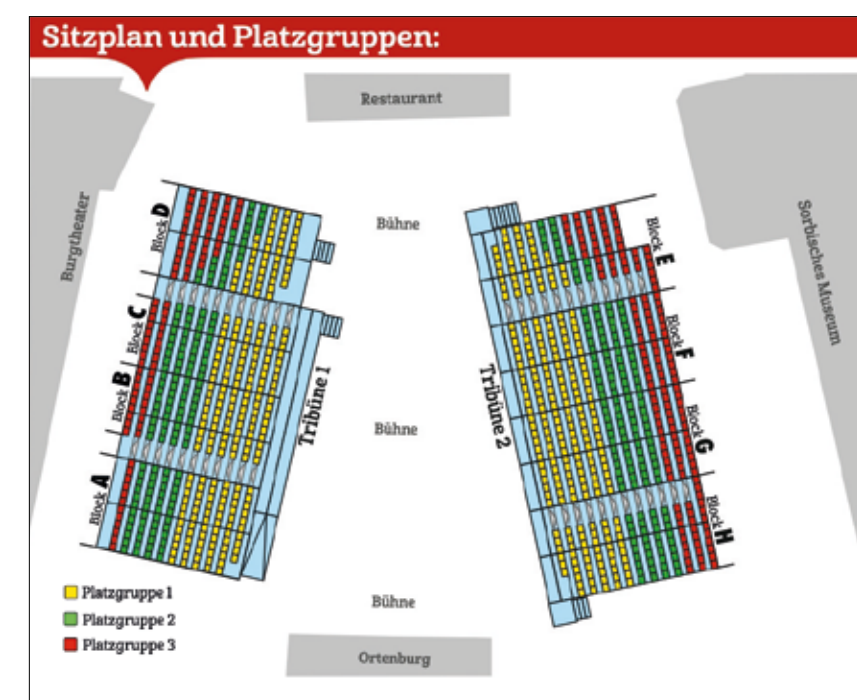 Sitzplan und Platzgruppen:
Restaurant
Burgtheater
Bühne
Sorbisches Museum
Block D
Block C
Block B
Block A
Tribüne 1
Bühne
Tribüne 2
Block E
Block F
Block G
Block H
Bühne
Platzgruppe 1
Platzgruppe 2
Platzgruppe 3
Ortenburg